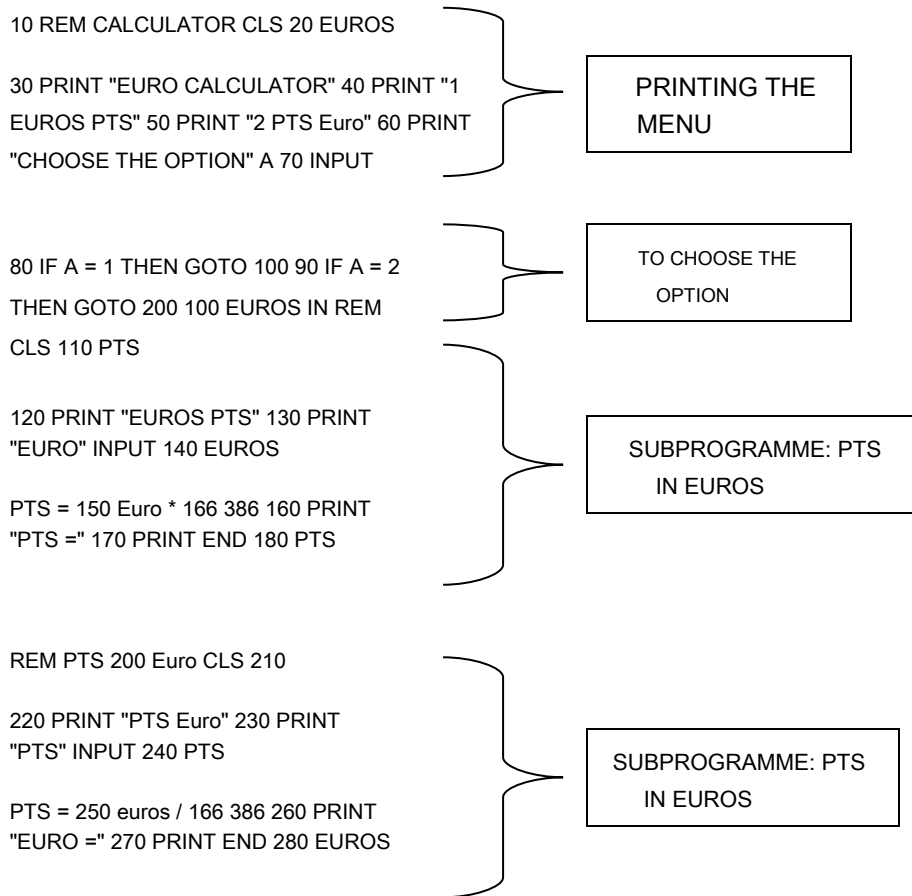 10 REM CALCULATOR CLS 20 EUROS
30 PRINT "EURO CALCULATOR" 40 PRINT "1
EUROS PTS" 50 PRINT "2 PTS Euro" 60 PRINT
"CHOOSE THE OPTION" A 70 INPUT
PRINTING THE
MENU
80 IF A = 1 THEN GOTO 100 90 IF A = 2
THEN GOTO 200 100 EUROS IN REM
CLS 110 PTS
TO CHOOSE THE
OPTION
120 PRINT "EUROS PTS" 130 PRINT
"EURO" INPUT 140 EUROS
PTS = 150 Euro * 166 386 160 PRINT
"PTS =" 170 PRINT END 180 PTS
SUBPROGRAMME: PTS
IN EUROS
REM PTS 200 Euro CLS 210
220 PRINT "PTS Euro" 230 PRINT
"PTS" INPUT 240 PTS
PTS = 250 euros / 166 386 260 PRINT
"EURO =" 270 PRINT END 280 EUROS
SUBPROGRAMME: PTS
IN EUROS